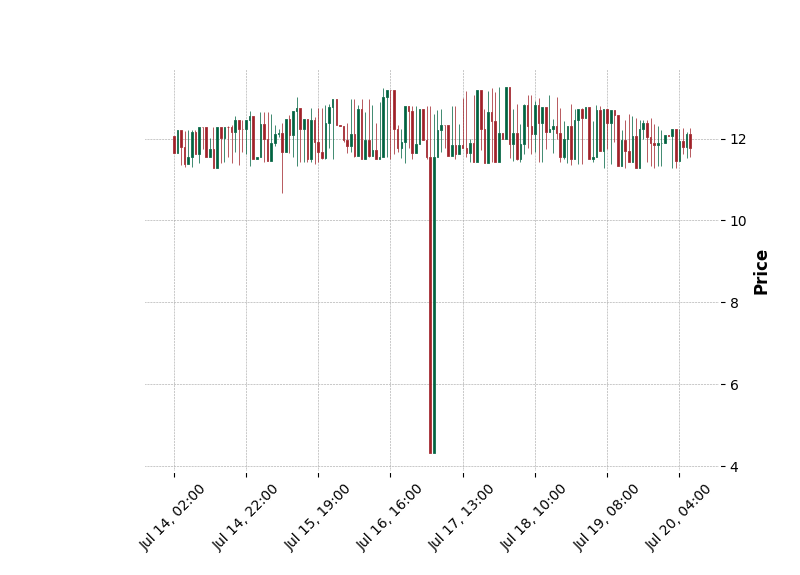 12
10
8
6
4
Price
Jul 14, 02:00
Jul 14, 22:00
Jul 15, 19:00
Jul 16, 16:00
Jul 17, 13:00
Jul 18, 10:00
Jul 19, 08:00
Jul 20, 04:00